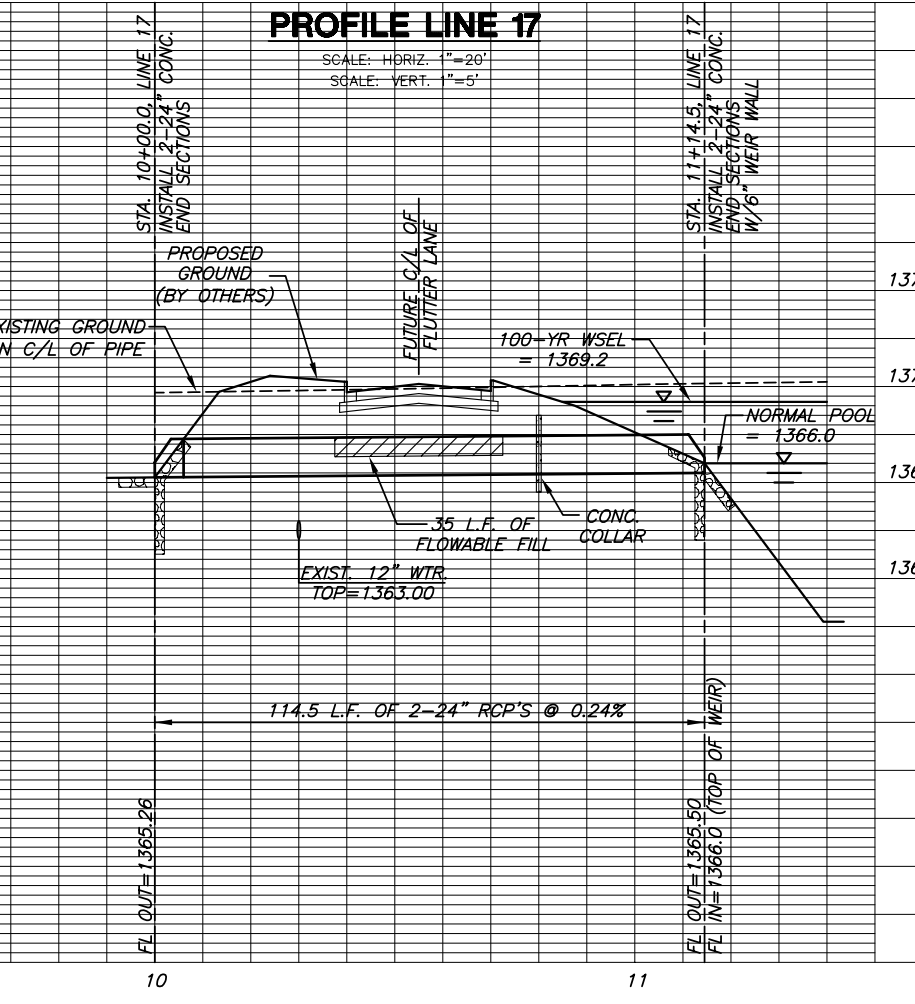 PROFILE LINE 17
SCALE: HORIZ. 1"=20'
SCALE: VERT. 1"=5'
STA. 10+00.0, LINE 17
INSTALL 2-24" CONC.
END SECTIONS
STA. 11+14.5, LINE 17
INSTALL 2-24" CONC.
END SECTIONS
W/6" WEIR WALL
PROPOSED
GROUND
(BY OTHERS)
FUTURE C/L OF
FLUTTER LANE
XISTING GROUND
N C/L OF PIPE
100-YR WSEL
= 1369.2
NORMAL POOL
= 1366.0
137
137
136
136
35 L.F. OF
FLOWABLE FILL
CONC.
COLLAR
EXIST. 12" WTR.
TOP=1363.00
114.5 L.F. OF 2-24" RCP'S @ 0.24%
FL OUT=1365.26
FL OUT=1365.50
FL IN=1366.0 (TOP OF WEIR)
10
11